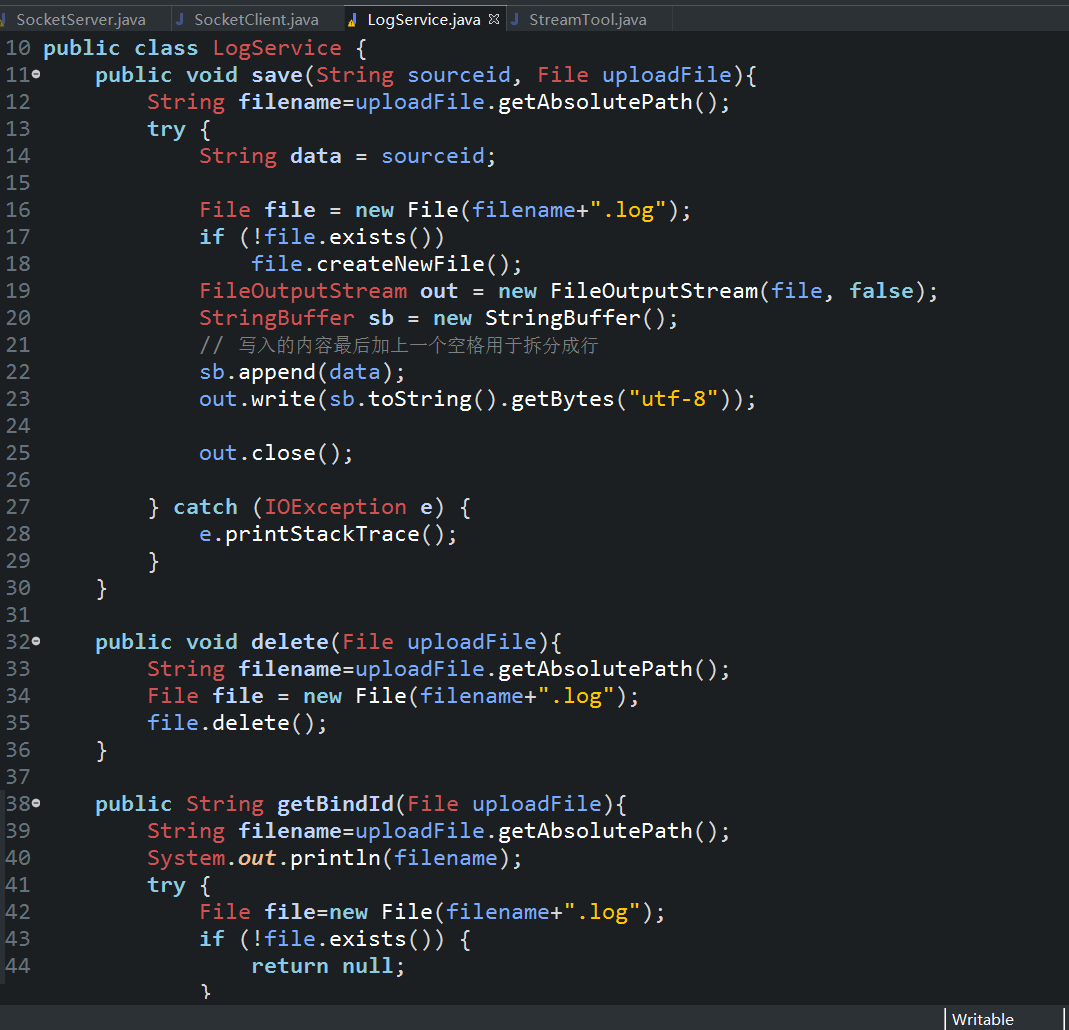 SocketServer.java SocketClient.java LogService.java StreamTool.java
10 public class LogService {
11 public void save(String sourceid, File uploadFile){
12 String filename=uploadFile.getAbsolutePath();
13 try {
14 String data = sourceid;
15
16 File file = new File(filename+".log");
17 if (!file.exists())
18 file.createNewFile();
19 FileOutputStream out = new FileOutputStream(file, false);
20 StringBuffer sb = new StringBuffer();
21 // 写入的内容最后加上一个空格用于拆分成行
22 sb.append(data);
23 out.write(sb.toString().getBytes("utf-8"));
24
25 out.close();
26
27 } catch (IOException e) {
28 e.printStackTrace();
29 }
30 }
31
32 public void delete(File uploadFile){
33 String filename=uploadFile.getAbsolutePath();
34 File file = new File(filename+".log");
35 file.delete();
36 }
37
38 public String getBindId(File uploadFile){
39 String filename=uploadFile.getAbsolutePath();
40 System.out.println(filename);
41 try {
42 File file=new File(filename+".log");
43 if (!file.exists()) {
44 return null;
}
Writable